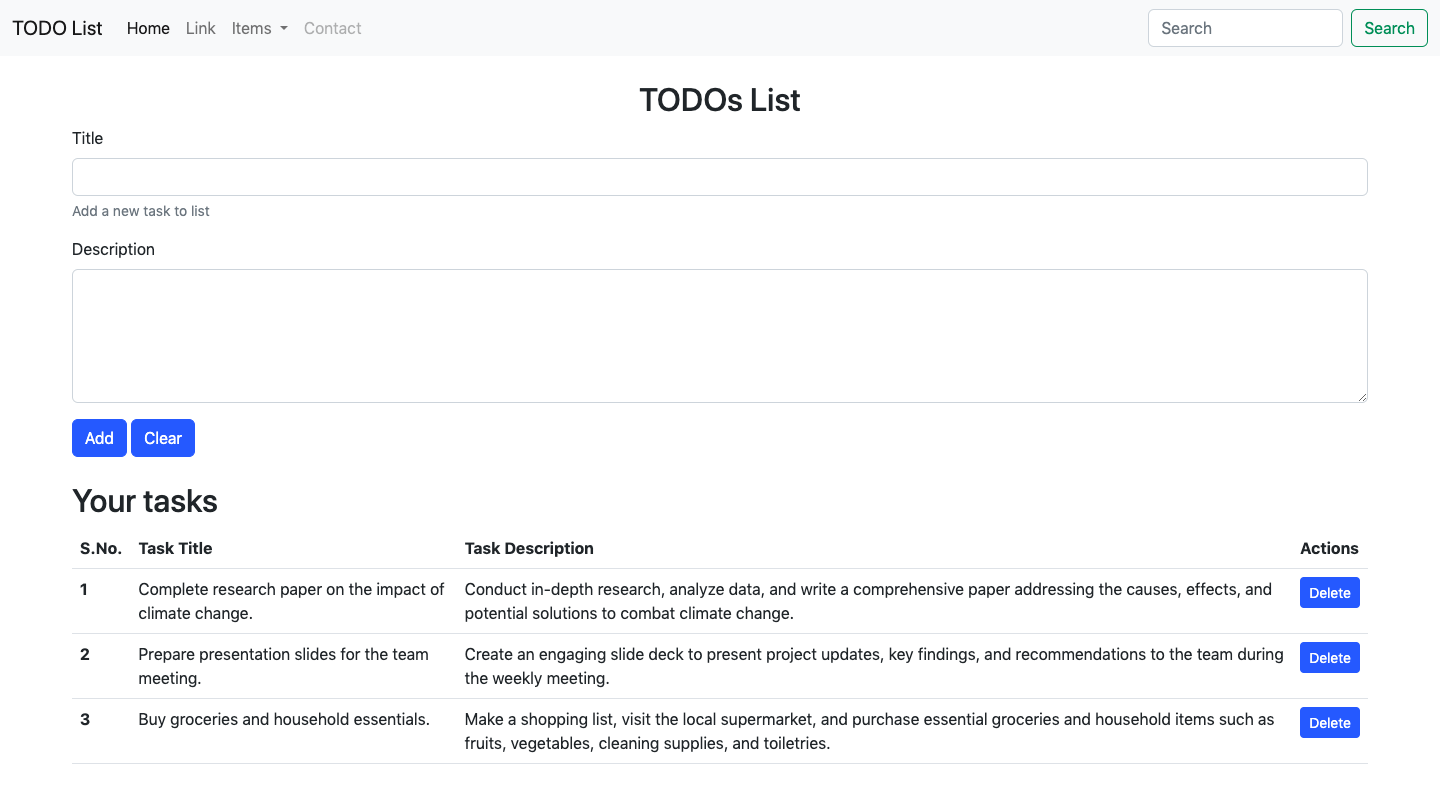 TODO List Home Link Items Contact Search Search
TODOs List
Title
Add a new task to list
Description
Add Clear
Your tasks
S.No. Task Title Task Description Actions
1 Complete research paper on the impact of climate change. Conduct in-depth research, analyze data, and write a comprehensive paper addressing the causes, effects, and potential solutions to combat climate change. Delete
2 Prepare presentation slides for the team meeting. Create an engaging slide deck to present project updates, key findings, and recommendations to the team during the weekly meeting. Delete
3 Buy groceries and household essentials. Make a shopping list, visit the local supermarket, and purchase essential groceries and household items such as fruits, vegetables, cleaning supplies, and toiletries. Delete